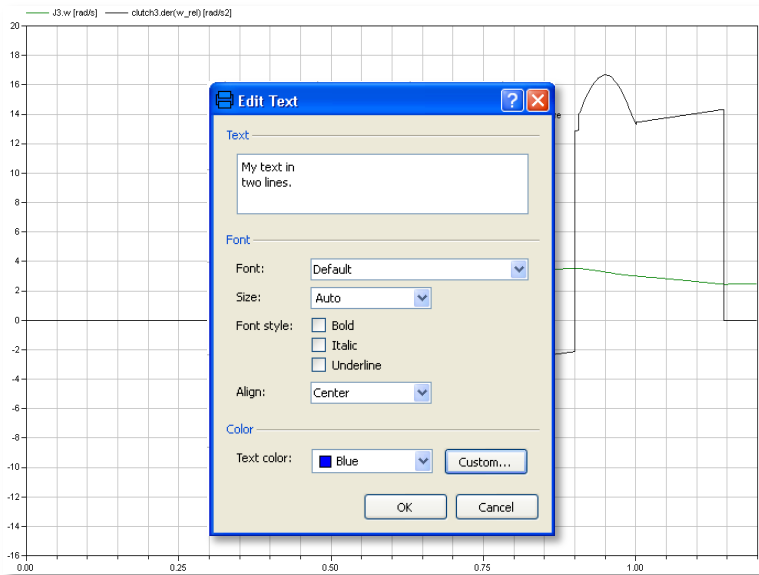 J3.w [rad/s] clutch3.der(w_rel) [rad/s2]
20
18
16
14
12
10
8
6
4
2
0
-2
-4
-6
-8
-10
-12
-14
-16
0.00 0.25 0.50 0.75 1.00
Edit Text
Text
My text in
two lines.
Font
Font: Default
Size: Auto
Font style: Bold
Italic
Underline
Align: Center
Color
Text color: Blue Custom...
OK Cancel